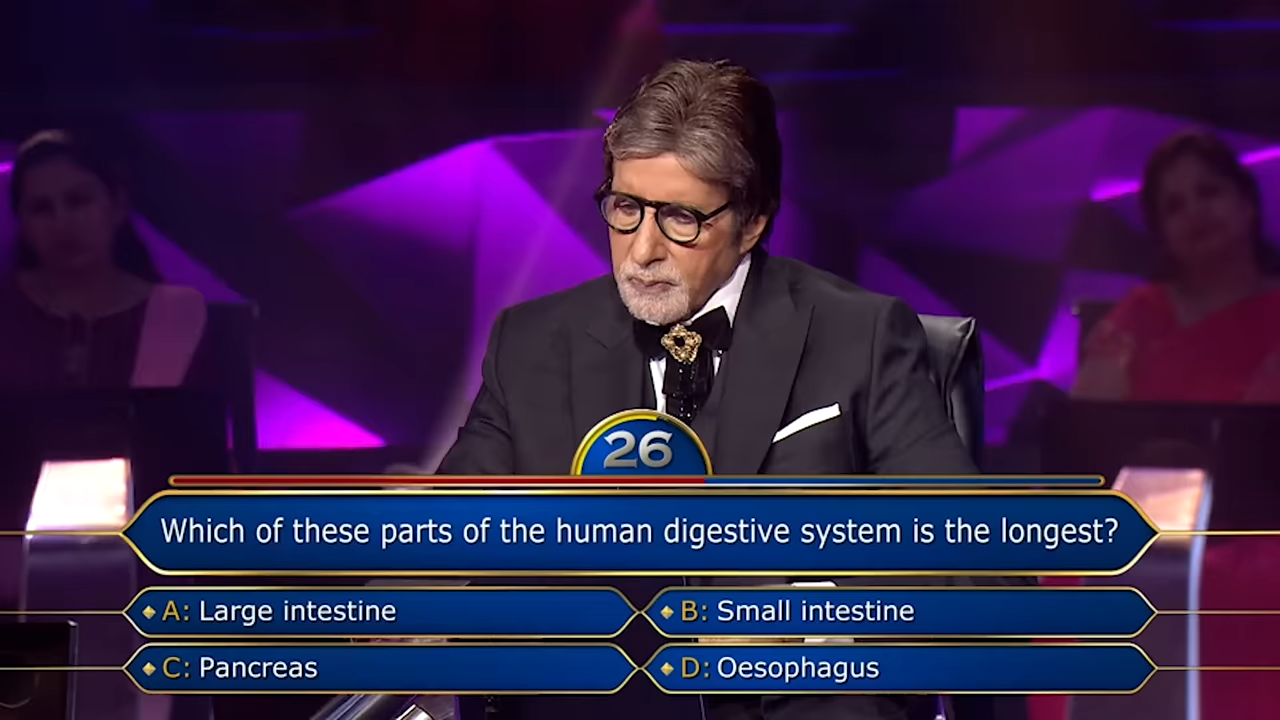 26
Which of these parts of the human digestive system is the longest?
A: Large intestine
B: Small intestine
C: Pancreas
D: Oesophagus